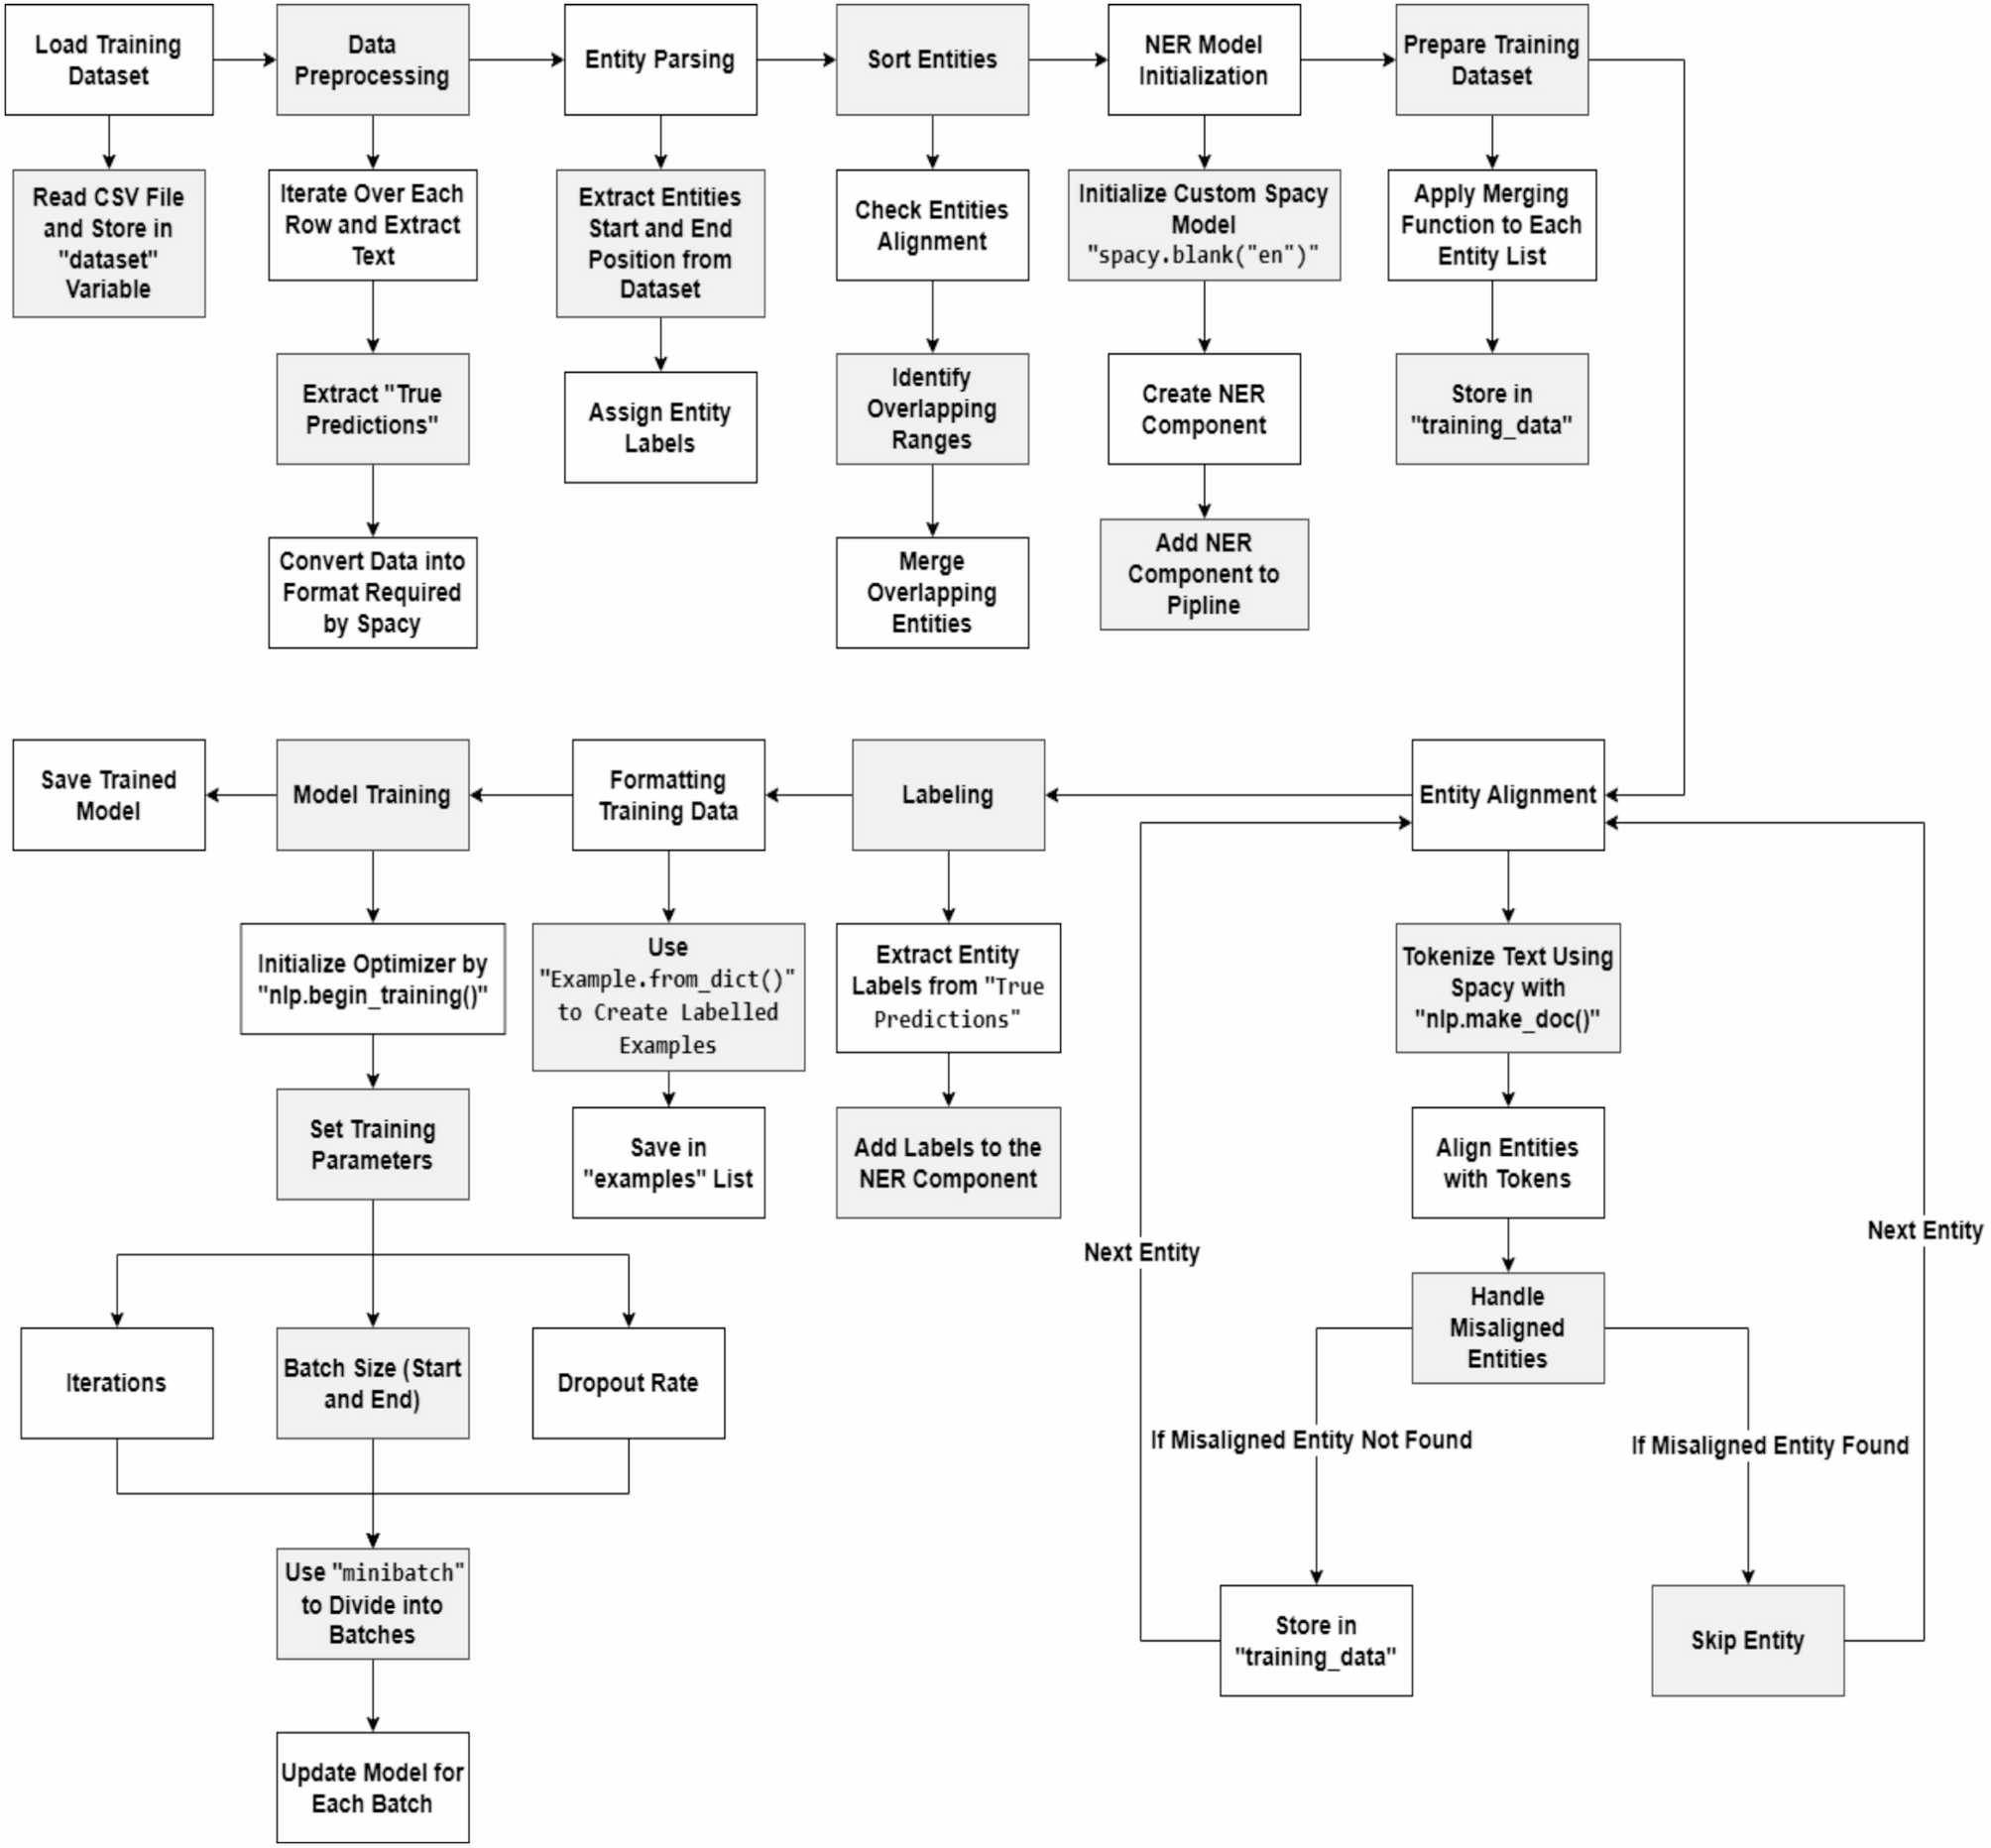 Load Training
Dataset
Data
Preprocessing
Entity Parsing
Sort Entities
NER Model
Initialization
Prepare Training
Dataset
Read CSV File
and Store in
"dataset"
Variable
Iterate Over Each
Row and Extract
Text
Extract "True
Predictions"
Convert Data into
Format Required
by Spacy
Extract Entities
Start and End
Position from
Dataset
Assign Entity
Labels
Check Entities
Alignment
Identify
Overlapping
Ranges
Merge
Overlapping
Entities
Initialize Custom Spacy
Model
"spacy.blank("en")"
Create NER
Component
Add NER
Component to
Pipline
Apply Merging
Function to Each
Entity List
Store in
"training_data"
Entity Alignment
Labeling
Formatting
Training Data
Model Training
Save Trained
Model
Tokenize Text Using
Spacy with
"nlp.make_doc()"
Align Entities
with Tokens
Handle
Misaligned
Entities
If Misaligned Entity Not Found
If Misaligned Entity Found
Store in
"training_data"
Skip Entity
Next Entity
Next Entity
Extract Entity
Labels from "True
Predictions"
Add Labels to the
NER Component
Use
"Example.from_dict()"
to Create Labelled
Examples
Save in
"examples" List
Initialize Optimizer by
"nlp.begin_training()"
Set Training
Parameters
Iterations
Batch Size (Start
and End)
Dropout Rate
Use "minibatch"
to Divide into
Batches
Update Model for
Each Batch